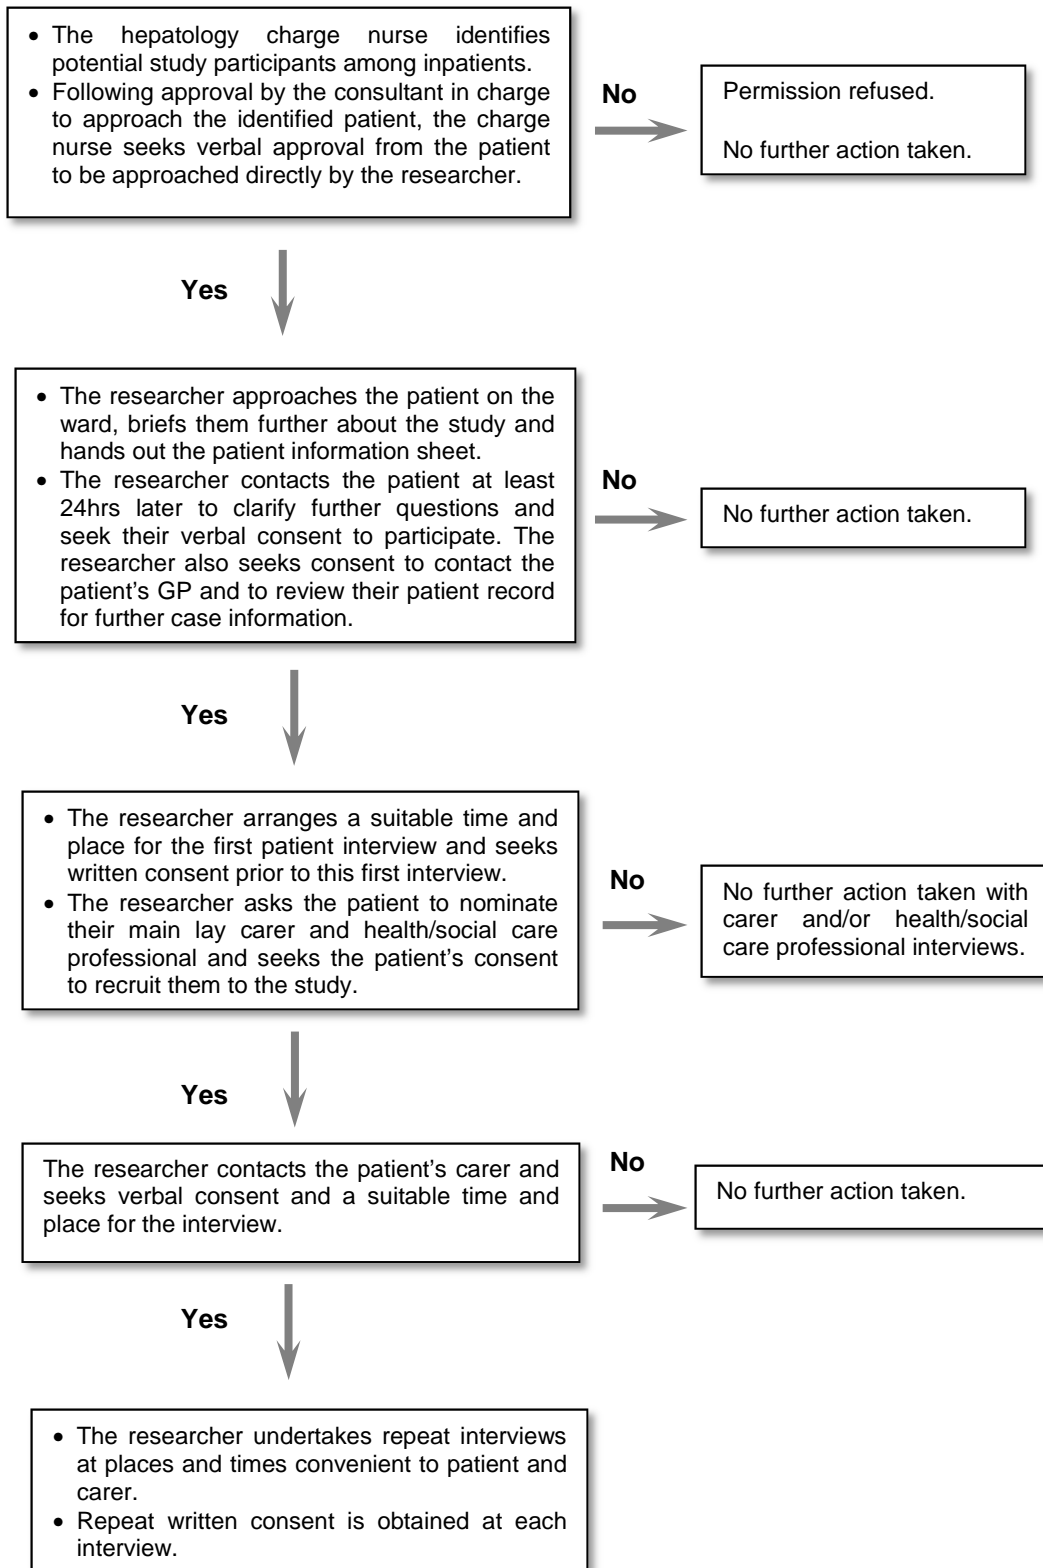 • The hepatology charge nurse identifies
potential study participants among inpatients.
• Following approval by the consultant in charge
to approach the identified patient, the charge
nurse seeks verbal approval from the patient
to be approached directly by the researcher.
No
Permission refused.
No further action taken.
Yes
• The researcher approaches the patient on the
ward, briefs them further about the study and
hands out the patient information sheet.
• The researcher contacts the patient at least
24hrs later to clarify further questions and
seek their verbal consent to participate. The
researcher also seeks consent to contact the
patient's GP and to review their patient record
for further case information.
No
No further action taken.
Yes
• The researcher arranges a suitable time and
place for the first patient interview and seeks
written consent prior to this first interview.
• The researcher asks the patient to nominate
their main lay carer and health/social care
professional and seeks the patient's consent
to recruit them to the study.
No
No further action taken with
carer and/or health/social
care professional interviews.
Yes
The researcher contacts the patient's carer and
seeks verbal consent and a suitable time and
place for the interview.
No
No further action taken.
Yes
• The researcher undertakes repeat interviews
at places and times convenient to patient and
carer.
• Repeat written consent is obtained at each
interview.